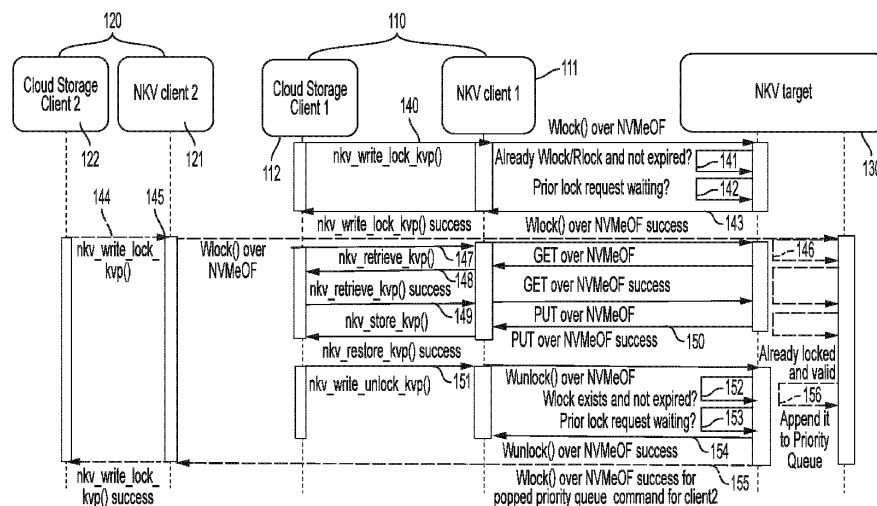 120
110
Cloud Storage
Client 2
NKV client 2
Cloud Storage
Client 1
NKV client 1
111
NKV target
122
121
112
140
130
Wlock() over NVMeOF
nkv_write_lock_kvp()
Already Wlock/Rlock and not expired?
141
Prior lock request waiting?
142
144
145
nkv_write_lock_kvp() success
Wlock() over NVMeOF success
143
nkv_write_lock_
kvp()
Wlock() over
NVMeOF
nkv_retrieve_kvp()
147
GET over NVMeOF
146
148
nkv_retrieve_kvp() success
149
GET over NVMeOF success
nkv_store_kvp()
PUT over NVMeOF
150
nkv_restore_kvp() success
PUT over NVMeOF success
Already locked
and valid
nkv_write_unlock_kvp()
151
Wunlock() over NVMeOF
Wlock exists and not expired?
152
156
Prior lock request waiting?
153
Append it
to Priority
Queue
154
Wunlock() over NVMeOF success
nkv_write_lock_
kvp() success
Wlock() over NVMeOF success for
popped priority queue command for client2
155